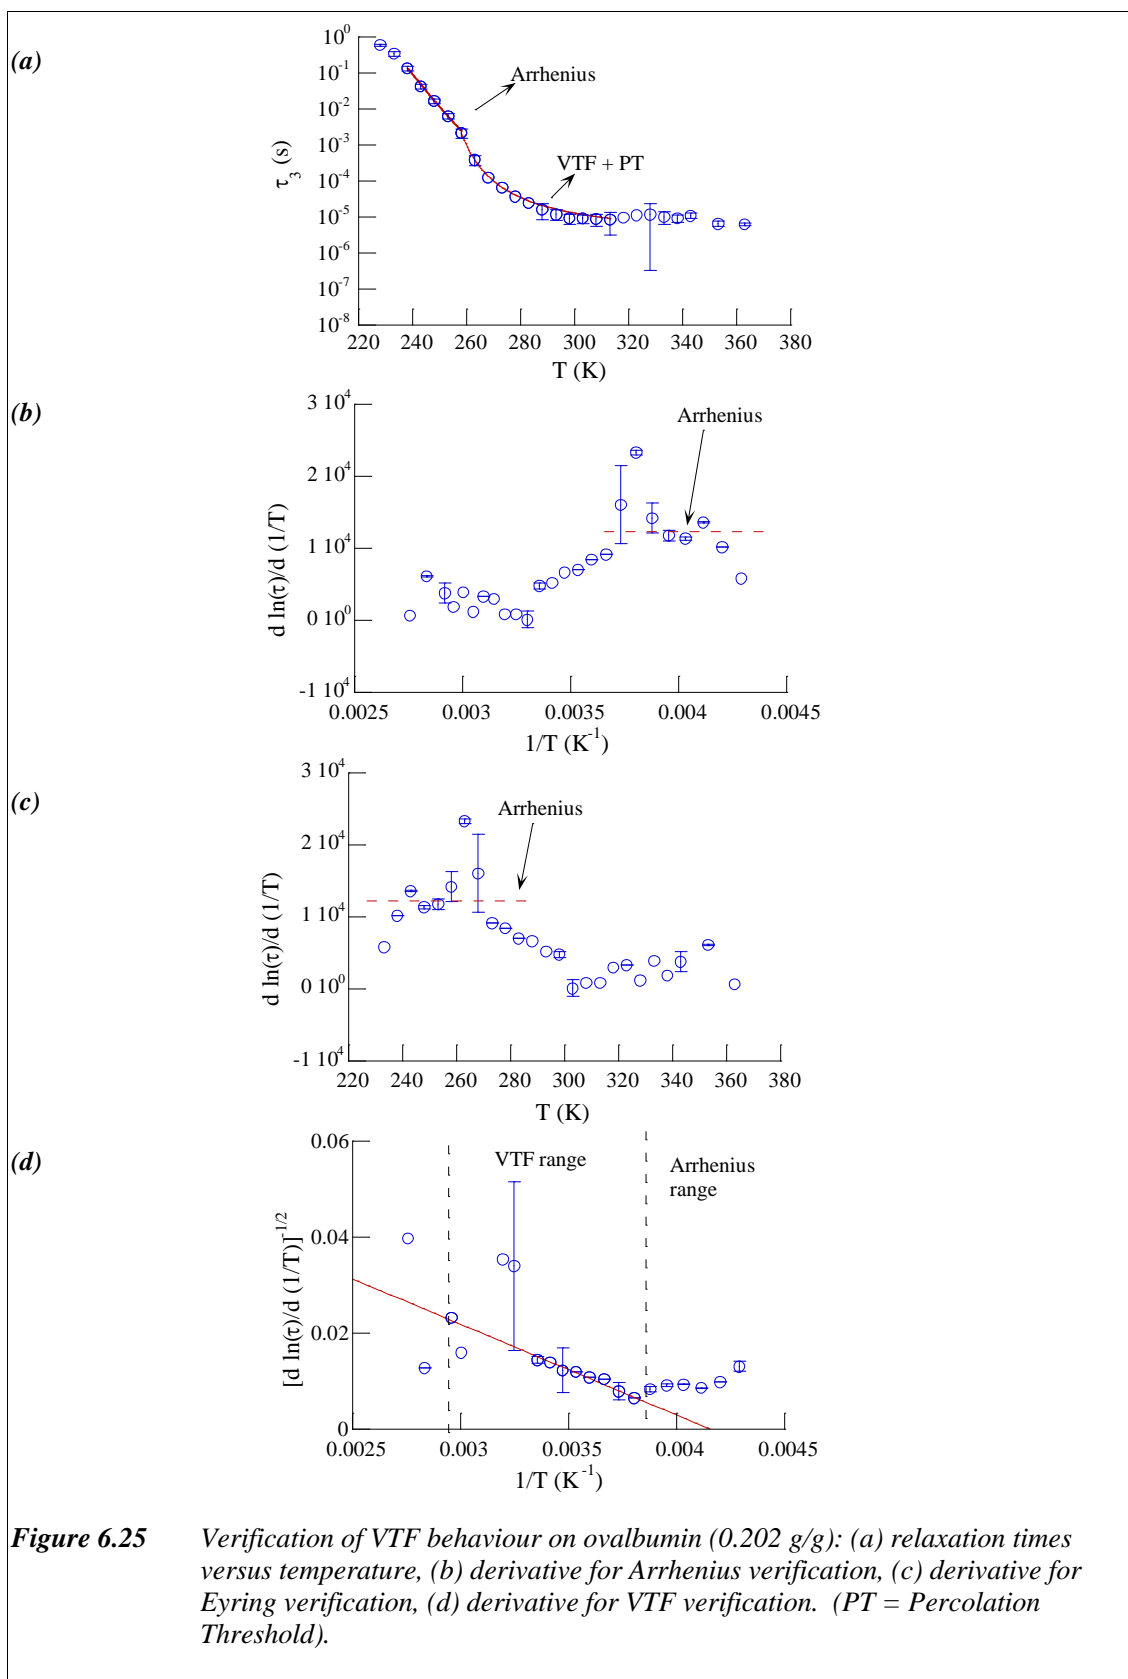 (a)
10^0
10^-1
10^-2
10^-3
10^-4
10^-5
10^-6
10^-7
10^-8
τ_3 (s)
Arrhenius
VTF + PT
220 240 260 280 300 320 340 360 380
T (K)
(b)
3 10^4
2 10^4
1 10^4
0 10^0
-1 10^4
d ln(τ)/d (1/T)
Arrhenius
0.0025 0.003 0.0035 0.004 0.0045
1/T (K^-1)
(c)
3 10^4
2 10^4
1 10^4
0 10^0
-1 10^4
d ln(τ)/d (1/T)
Arrhenius
220 240 260 280 300 320 340 360 380
T (K)
(d)
0.06
0.04
0.02
0
[d ln(τ)/d (1/T)]^-1/2
VTF range
Arrhenius
range
0.0025 0.003 0.0035 0.004 0.0045
1/T (K^-1)
Figure 6.25 Verification of VTF behaviour on ovalbumin (0.202 g/g): (a) relaxation times
versus temperature, (b) derivative for Arrhenius verification, (c) derivative for
Eyring verification, (d) derivative for VTF verification. (PT = Percolation
Threshold).